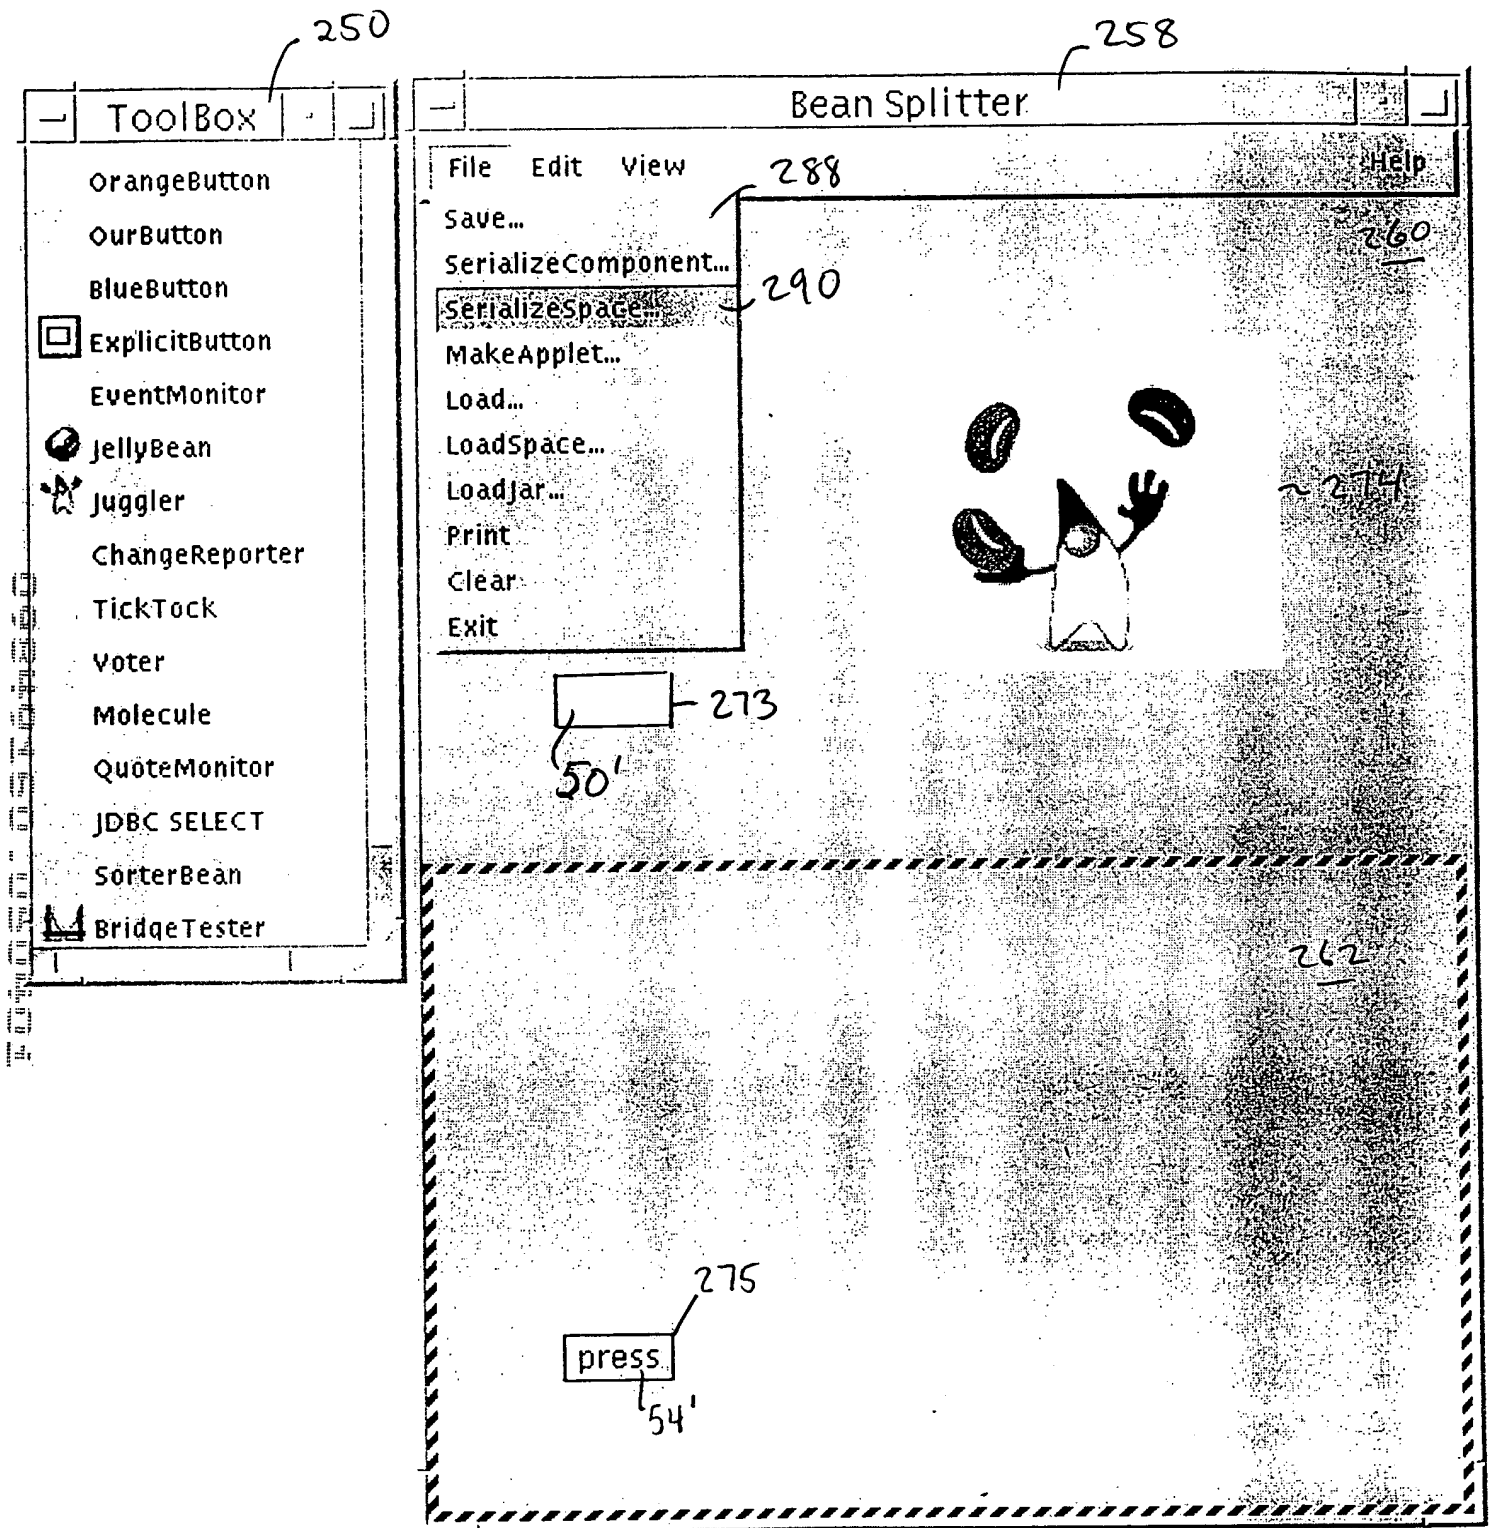 250
258
ToolBox
Bean Splitter
File Edit View Help
288
260
OrangeButton
OurButton
BlueButton
ExplicitButton
EventMonitor
JellyBean
Juggler
ChangeReporter
TickTock
Voter
Molecule
QuoteMonitor
JDBC SELECT
SorterBean
BridgeTester
Save...
SerializeComponent...
SerializeSpace...
290
MakeApplet...
Load...
LoadSpace...
LoadJar...
Print
Clear
Exit
274
273
50'
262
275
press
54'